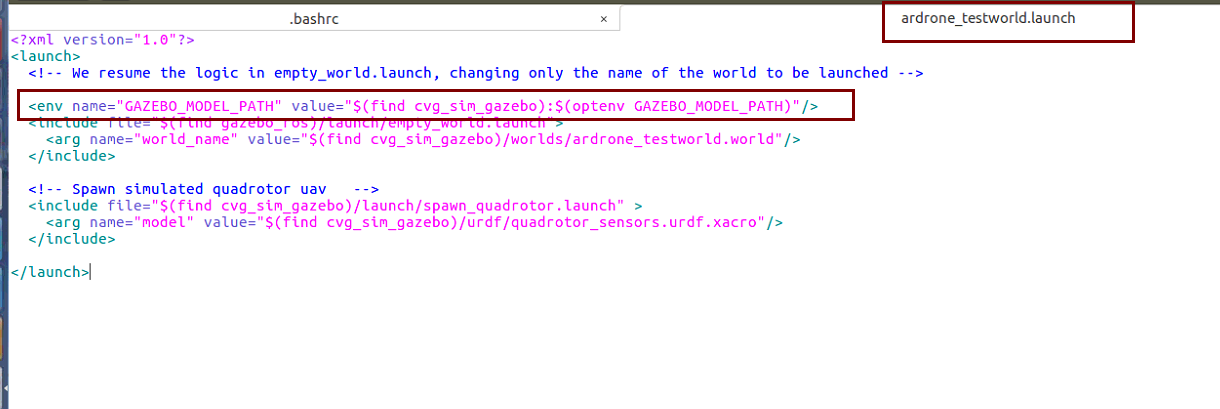 .bashrc × ardrone_testworld.launch
<?xml version="1.0"?>
<launch>
<!-- We resume the logic in empty_world.launch, changing only the name of the world to be launched -->
<env name="GAZEBO_MODEL_PATH" value="$(find cvg_sim_gazebo):$(optenv GAZEBO_MODEL_PATH)"/>
<include file="$(find gazebo_ros)/launch/empty_world.launch">
<arg name="world_name" value="$(find cvg_sim_gazebo)/worlds/ardrone_testworld.world"/>
</include>
<!-- Spawn simulated quadrotor uav -->
<include file="$(find cvg_sim_gazebo)/launch/spawn_quadrotor.launch" >
<arg name="model" value="$(find cvg_sim_gazebo)/urdf/quadrotor_sensors.urdf.xacro"/>
</include>
</launch>